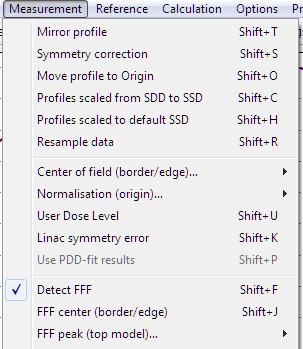 Measurement Reference Calculation Options
Mirror profile Shift+T
Symmetry correction Shift+S
Move profile to Origin Shift+O
Profiles scaled from SDD to SSD Shift+C
Profiles scaled to default SSD Shift+H
Resample data Shift+R
Center of field (border/edge)...
Normalisation (origin)...
User Dose Level Shift+U
Linac symmetry error Shift+K
Use PDD-fit results Shift+P
Detect FFF Shift+F
FFF center (border/edge) Shift+J
FFF peak (top model)...